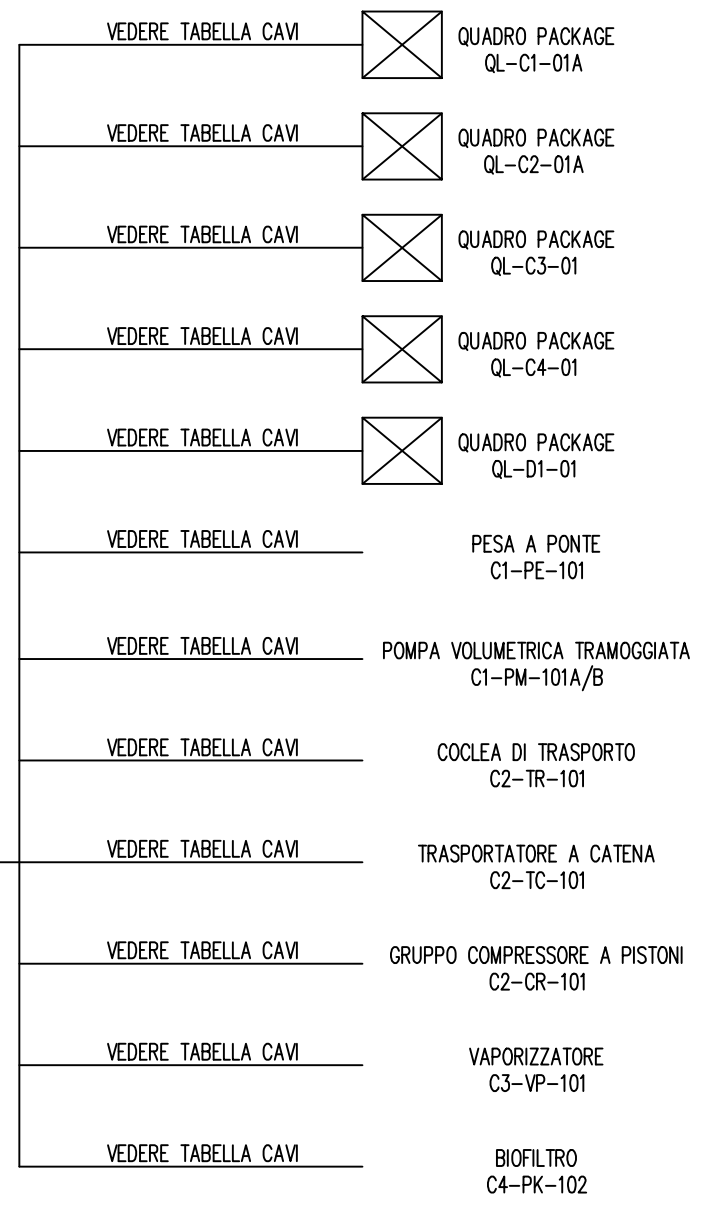 VEDERE TABELLA CAVI
QUADRO PACKAGE
QL-C1-01A
VEDERE TABELLA CAVI
QUADRO PACKAGE
QL-C2-01A
VEDERE TABELLA CAVI
QUADRO PACKAGE
QL-C3-01
VEDERE TABELLA CAVI
QUADRO PACKAGE
QL-C4-01
VEDERE TABELLA CAVI
QUADRO PACKAGE
QL-D1-01
VEDERE TABELLA CAVI
PESA A PONTE
C1-PE-101
VEDERE TABELLA CAVI
POMPA VOLUMETRICA TRAMOGGIATA
C1-PM-101A/B
VEDERE TABELLA CAVI
COCLEA DI TRASPORTO
C2-TR-101
VEDERE TABELLA CAVI
TRASPORTATORE A CATENA
C2-TC-101
VEDERE TABELLA CAVI
GRUPPO COMPRESSORE A PISTONI
C2-CR-101
VEDERE TABELLA CAVI
VAPORIZZATORE
C3-VP-101
VEDERE TABELLA CAVI
BIOFILTRO
C4-PK-102